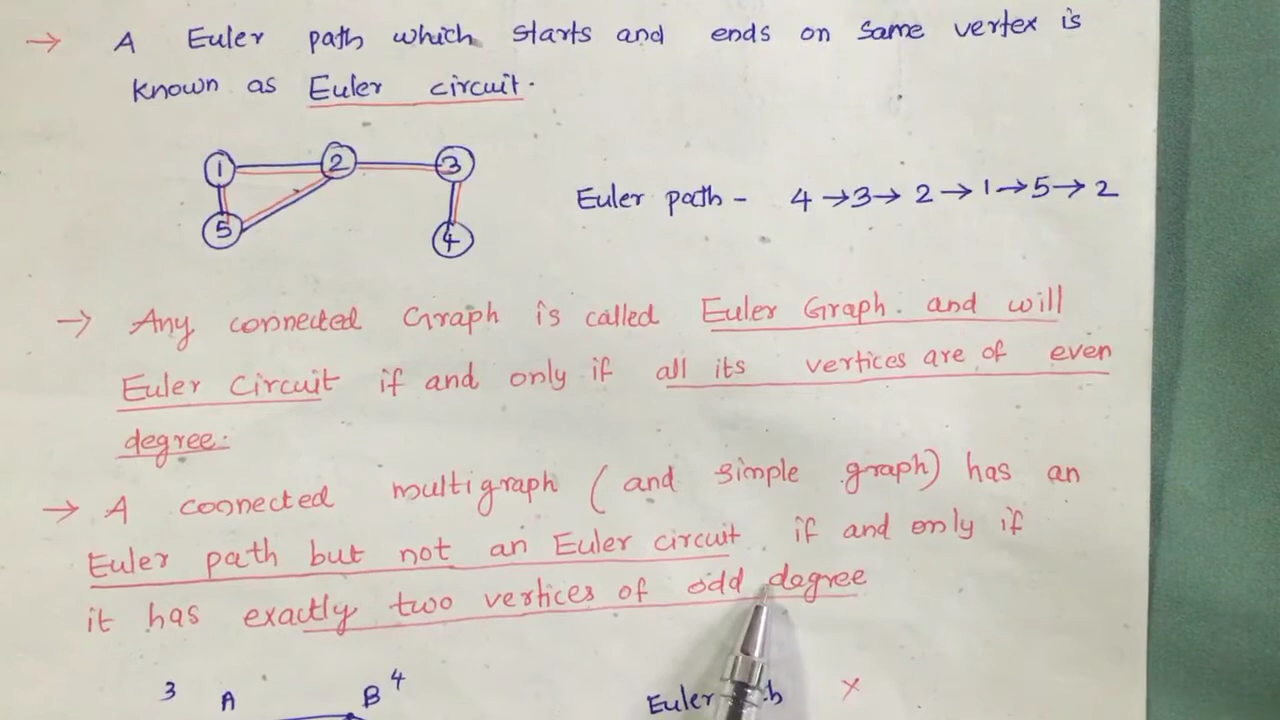 → A Euler path which starts and ends on same vertex is
known as Euler circuit.
1 2 3
5 4
Euler path - 4 → 3 → 2 → 1 → 5 → 2
→ Any connected Graph is called Euler Graph. and will
Euler Circuit if and only if all its vertices are of even
degree.
→ A connected multigraph (and simple graph) has an
Euler path but not an Euler circuit if and only if
it has exactly two vertices of odd degree
3 A B 4
Euler x